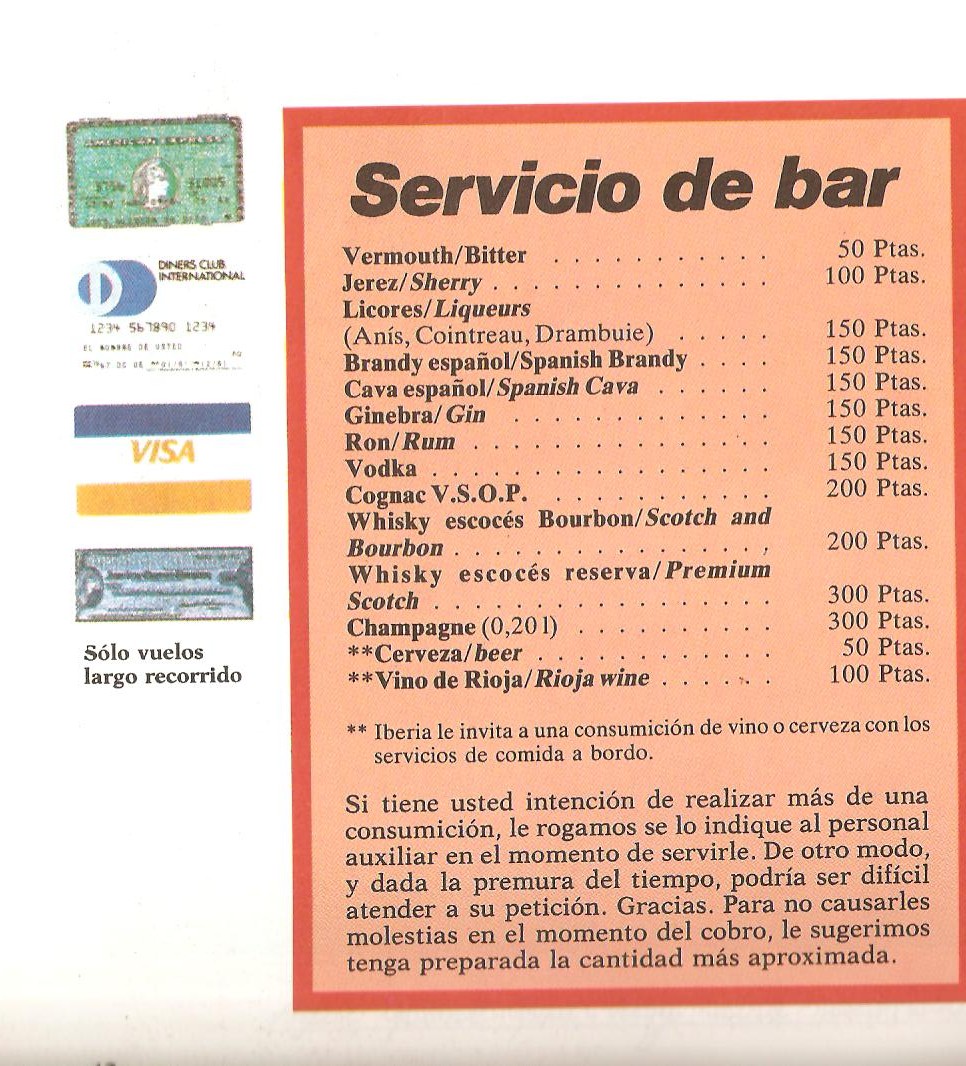 AMERICAN EXPRESS
DINERS CLUB
INTERNATIONAL
1234 567890 1234
EL NOMBRE DE USTED
VISA
Sólo vuelos
largo recorrido
Servicio de bar
Vermouth/Bitter . . . . . . . . . . . 50 Ptas.
Jerez/Sherry . . . . . . . . . . . . . . 100 Ptas.
Licores/Liqueurs
(Anís, Cointreau, Drambuie) . . . . . 150 Ptas.
Brandy español/Spanish Brandy . . . . 150 Ptas.
Cava español/Spanish Cava . . . . . . 150 Ptas.
Ginebra/Gin . . . . . . . . . . . . . 150 Ptas.
Ron/Rum . . . . . . . . . . . . . . . 150 Ptas.
Vodka . . . . . . . . . . . . . . . . . 150 Ptas.
Cognac V.S.O.P. . . . . . . . . . . . 200 Ptas.
Whisky escocés Bourbon/Scotch and
Bourbon . . . . . . . . . . . . . . . . 200 Ptas.
Whisky escocés reserva/Premium
Scotch . . . . . . . . . . . . . . . . . 300 Ptas.
Champagne (0,20 l) . . . . . . . . . . 300 Ptas.
**Cerveza/beer . . . . . . . . . . . . 50 Ptas.
**Vino de Rioja/Rioja wine . . . . . . 100 Ptas.
** Iberia le invita a una consumición de vino o cerveza con los
servicios de comida a bordo.
Si tiene usted intención de realizar más de una
consumición, le rogamos se lo indique al personal
auxiliar en el momento de servirle. De otro modo,
y dada la premura del tiempo, podría ser difícil
atender a su petición. Gracias. Para no causarles
molestias en el momento del cobro, le sugerimos
tenga preparada la cantidad más aproximada.